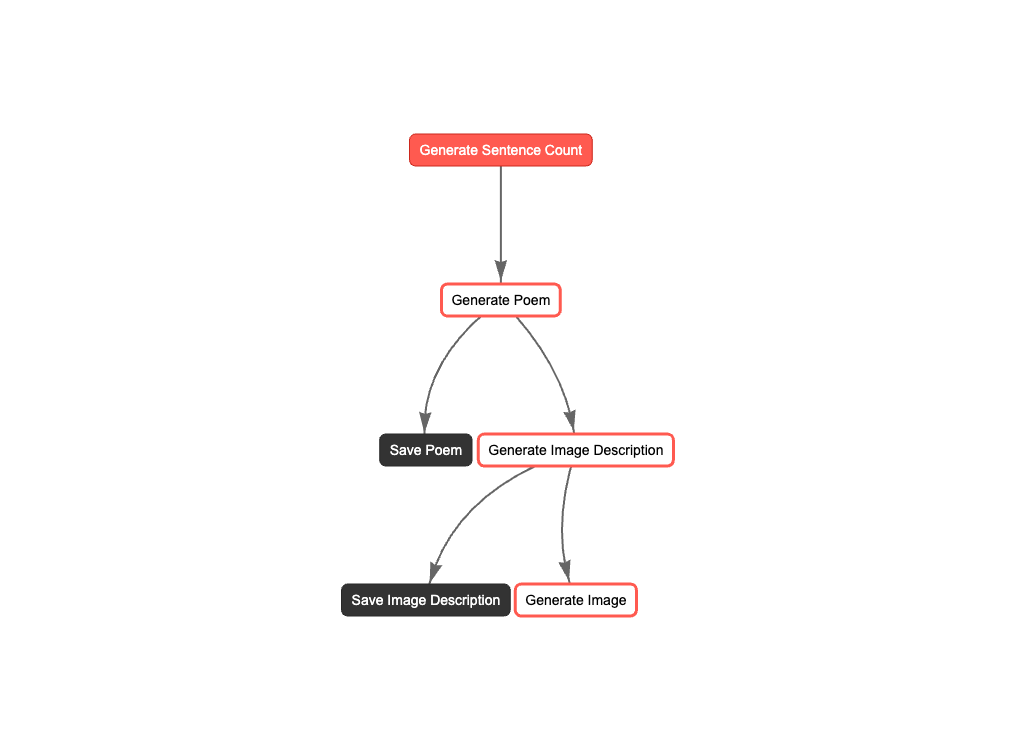 Generate Sentence Count
Generate Poem
Save Poem
Generate Image Description
Save Image Description
Generate Image